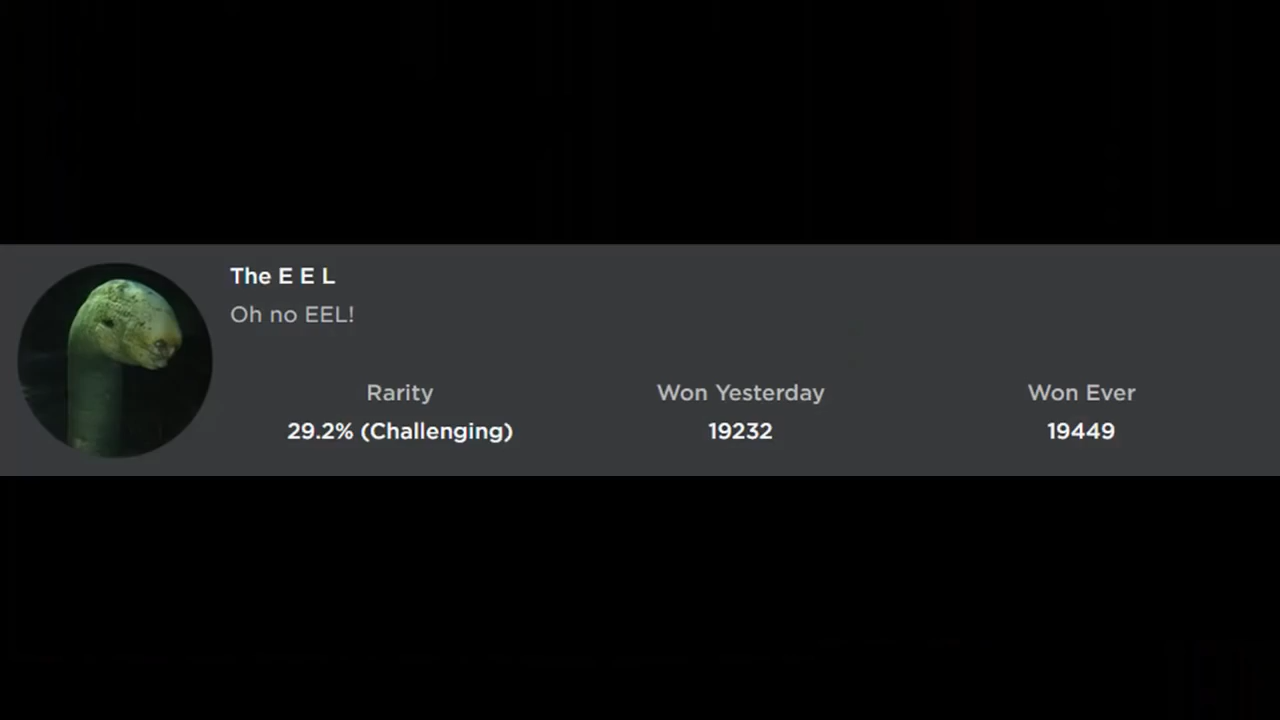 The E E L
Oh no EEL!
Rarity Won Yesterday Won Ever
29.2% (Challenging) 19232 19449